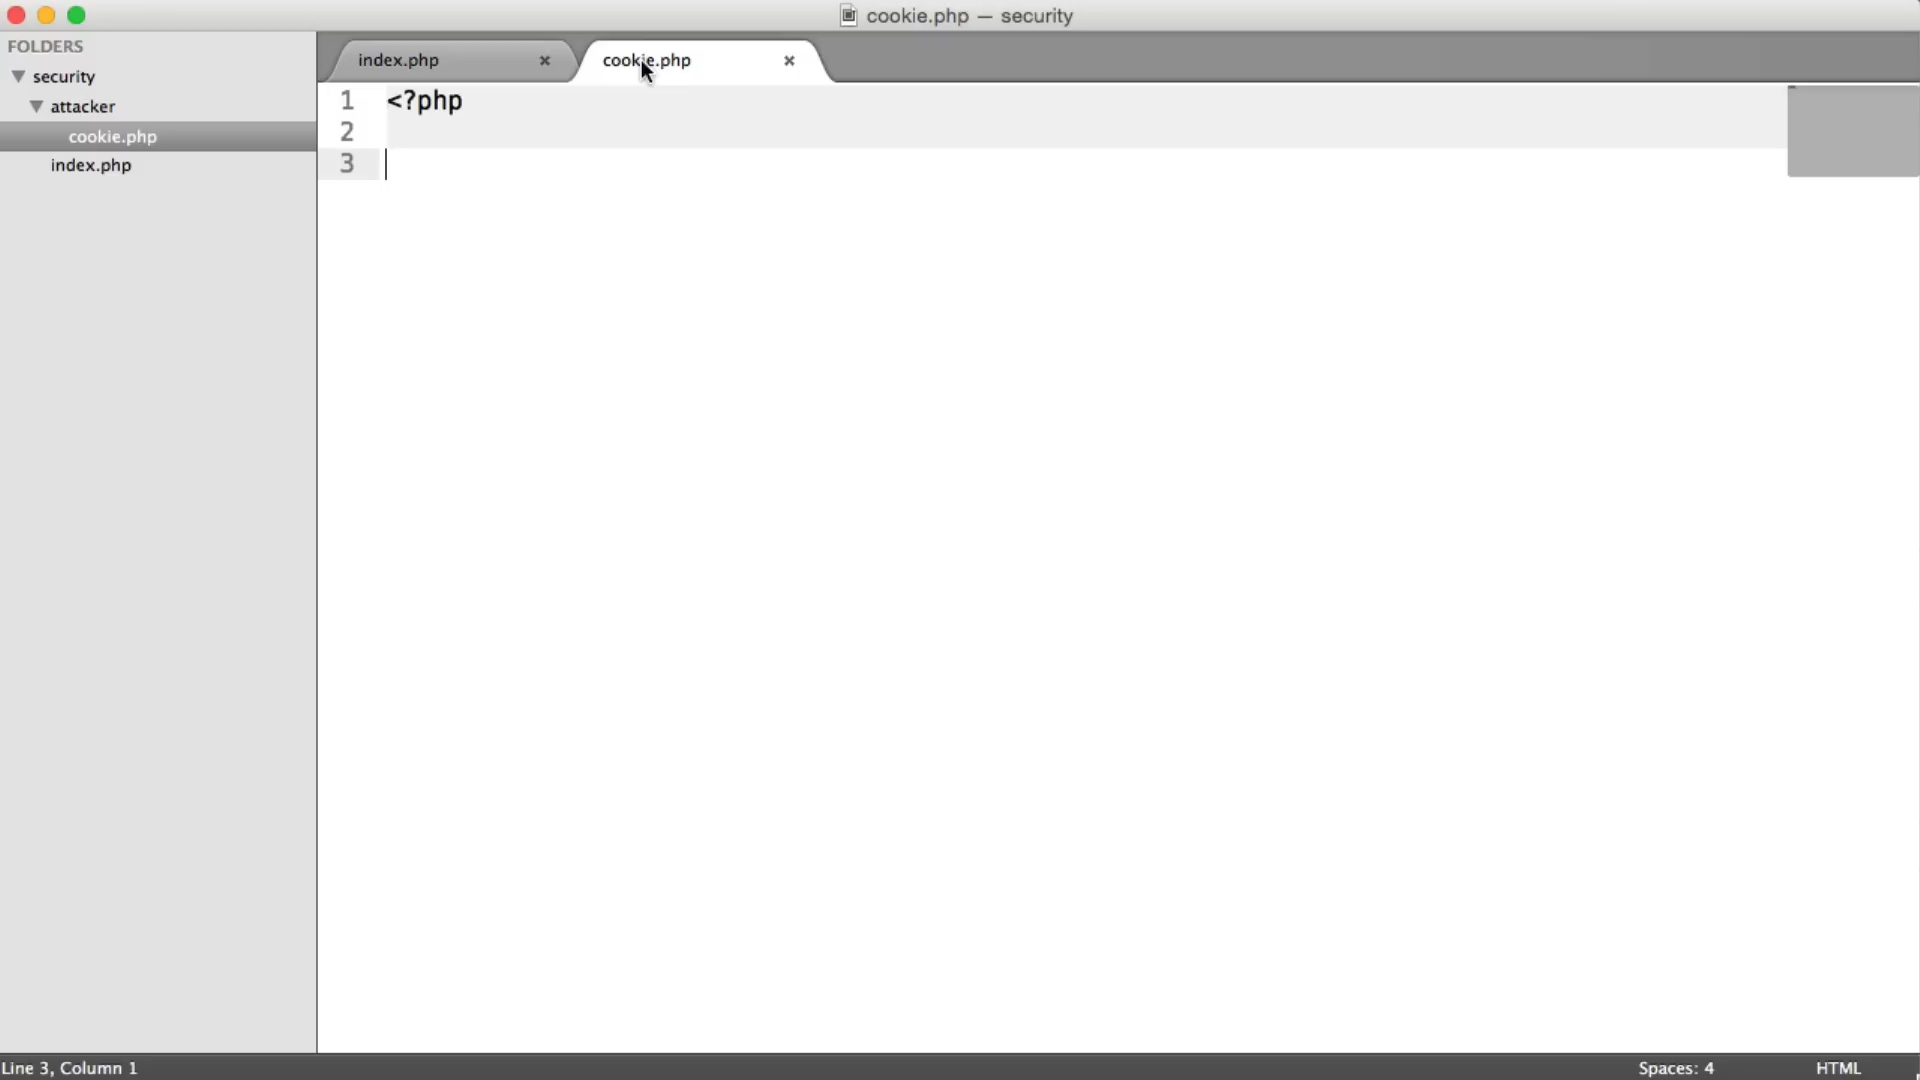 cookie.php — security
FOLDERS
security
attacker
cookie.php
index.php
index.php
cookie.php
1 <?php
2
3
Line 3, Column 1
Spaces: 4
HTML